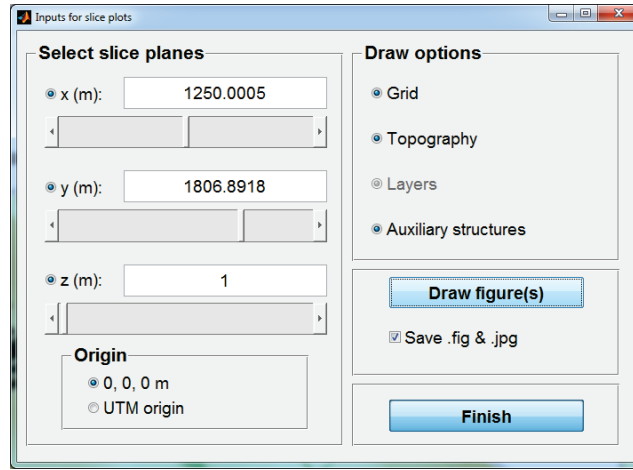 Inputs for slice plots
Select slice planes
x (m):
1250.0005
y (m):
1806.8918
z (m):
1
Origin
0, 0, 0 m
UTM origin
Draw options
Grid
Topography
Layers
Auxiliary structures
Draw figure(s)
Save .fig & .jpg
Finish